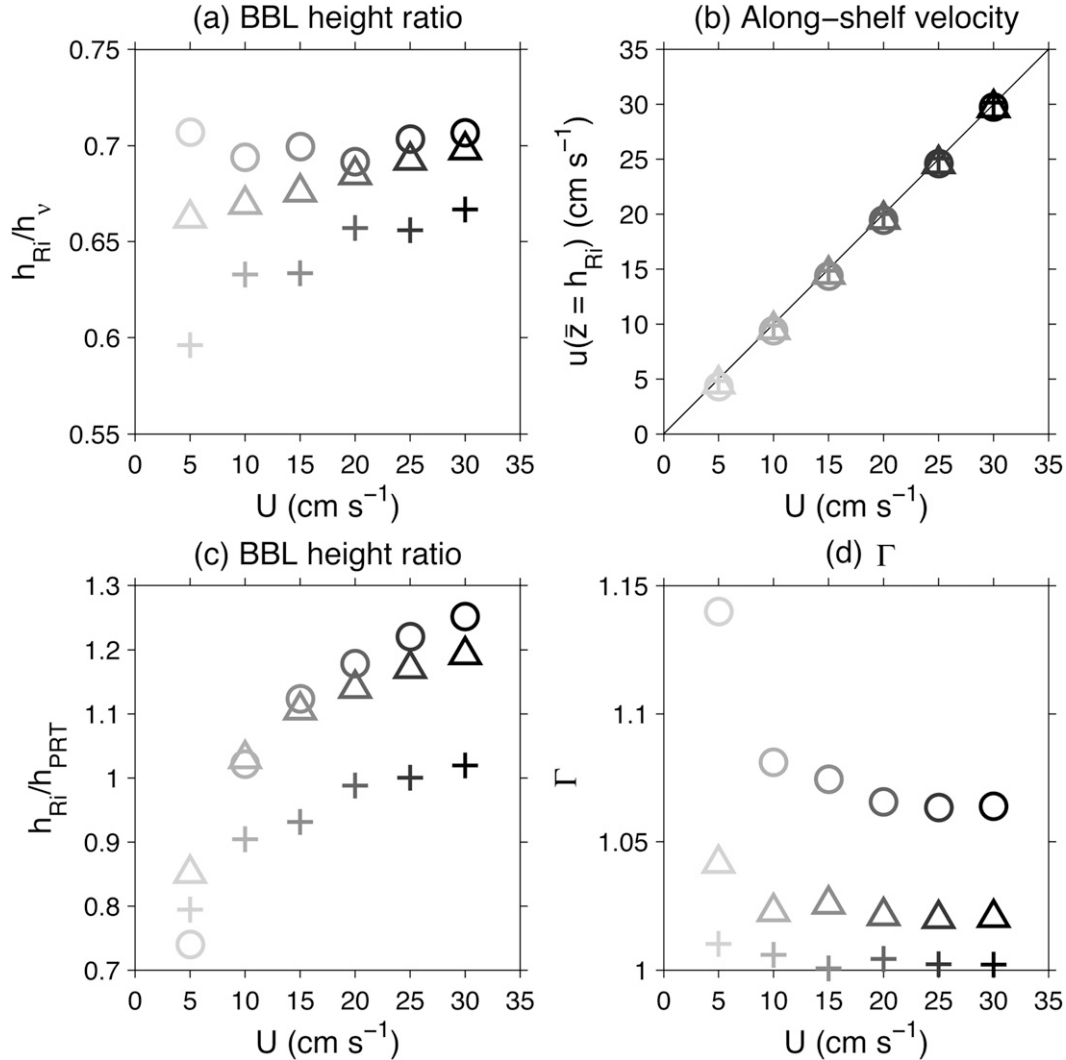 (a) BBL height ratio
0.75
0.7
0.65
0.6
0.55
h_Ri/h_ν
0 5 10 15 20 25 30 35
U (cm s⁻¹)
(b) Along−shelf velocity
35
30
25
20
15
10
5
0
u(z̄ = h_Ri) (cm s⁻¹)
0 5 10 15 20 25 30 35
U (cm s⁻¹)
(c) BBL height ratio
1.3
1.2
1.1
1
0.9
0.8
0.7
h_Ri/h_PRT
0 5 10 15 20 25 30 35
U (cm s⁻¹)
(d) Γ
1.15
1.1
1.05
1
Γ
0 5 10 15 20 25 30 35
U (cm s⁻¹)